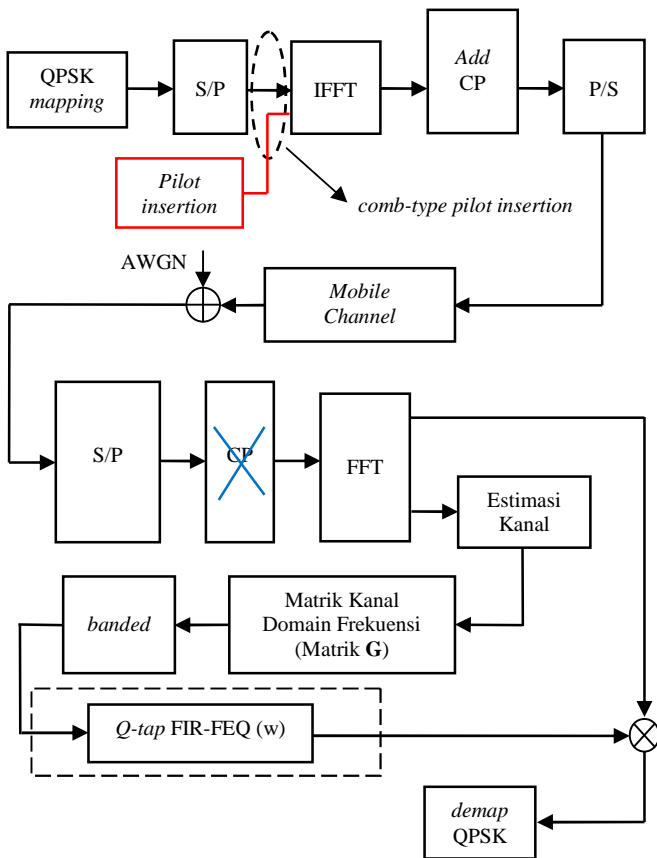 QPSK
mapping
S/P
IFFT
Add
CP
P/S
Pilot
insertion
comb-type pilot insertion
AWGN
Mobile
Channel
S/P
CP
FFT
Estimasi
Kanal
banded
Matrik Kanal
Domain Frekuensi
(Matrik G)
Q-tap FIR-FEQ (w)
demap
QPSK